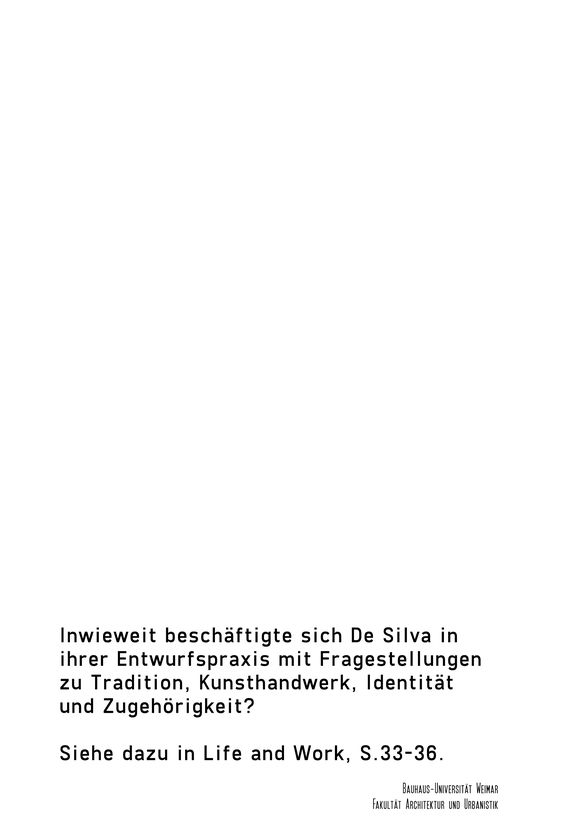 Inwieweit beschäftigte sich De Silva in
ihrer Entwurfspraxis mit Fragestellungen
zu Tradition, Kunsthandwerk, Identität
und Zugehörigkeit?
Siehe dazu in Life and Work, S.33-36.
Bauhaus-Universität Weimar
Fakultät Architektur und Urbanistik